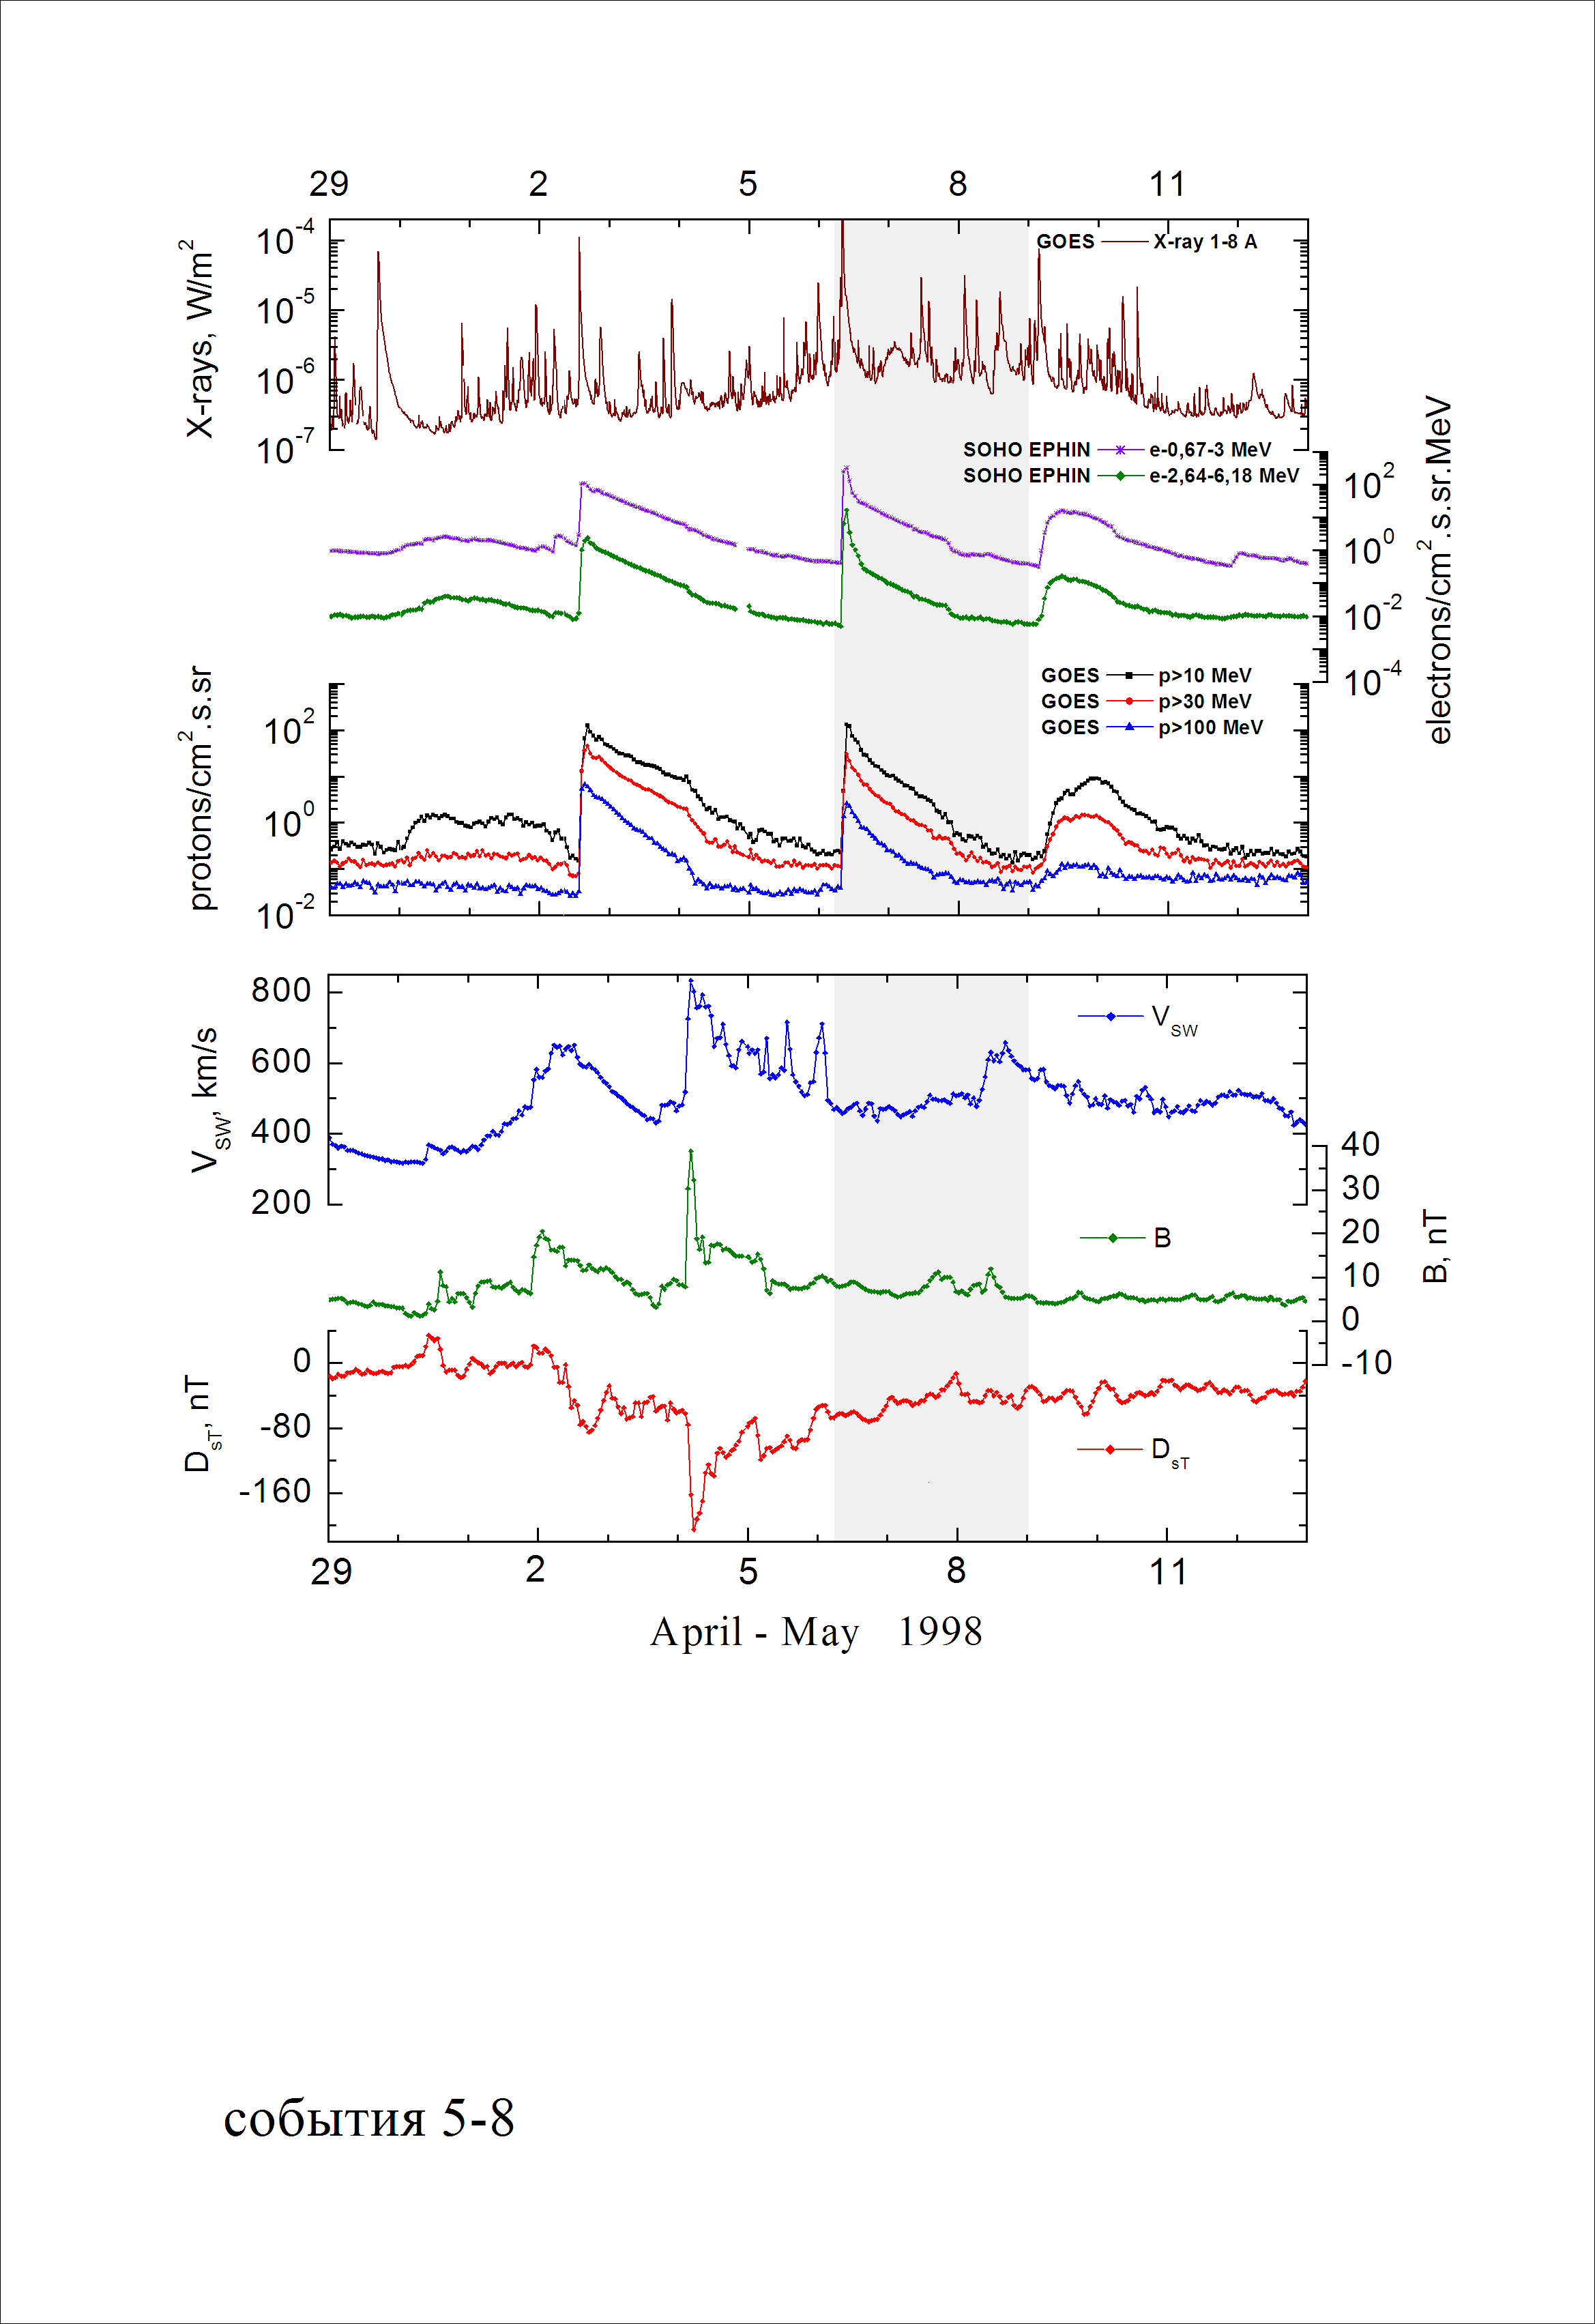 29 2 5 8 11
X-rays, W/m2
10-4
10-5
10-6
10-7
GOES X-ray 1-8 A
SOHO EPHIN e-0,67-3 MeV
SOHO EPHIN e-2,64-6,18 MeV
102
100
10-2
10-4
electrons/cm2.s.sr.MeV
protons/cm2.s.sr
102
100
10-2
GOES p>10 MeV
GOES p>30 MeV
GOES p>100 MeV
VSW, km/s
800
600
400
200
VSW
40
30
20
10
0
-10
B, nT
B
DsT, nT
0
-80
-160
DsT
29 2 5 8 11
April - May 1998
события 5-8